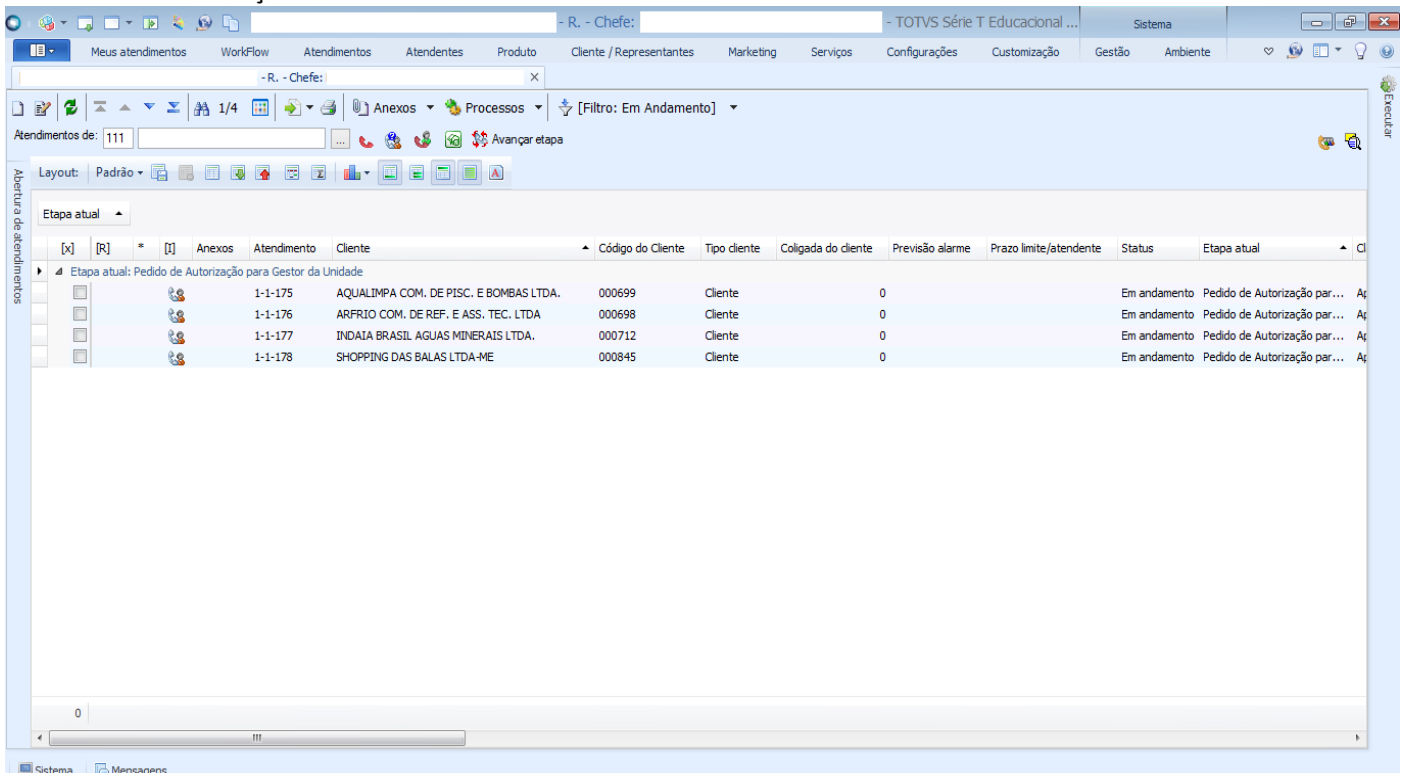 - R. - Chefe: - TOTVS Série T Educacional ... Sistema
Meus atendimentos WorkFlow Atendimentos Atendentes Produto Cliente / Representantes Marketing Serviços Configurações Customização Gestão Ambiente
- R. - Chefe:
1/4 Anexos Processos [Filtro: Em Andamento]
Executar
Atendimentos de: 111 ... Avançar etapa
Abertura de atendimentos
Layout: Padrão
Etapa atual
[x] [R] * [I] Anexos Atendimento Cliente Código do Cliente Tipo cliente Coligada do cliente Previsão alarme Prazo limite/atendente Status Etapa atual Cl
Etapa atual: Pedido de Autorização para Gestor da Unidade
1-1-175 AQUALIMPA COM. DE PISC. E BOMBAS LTDA. 000699 Cliente 0 Em andamento Pedido de Autorização par... Ap
1-1-176 ARFRIO COM. DE REF. E ASS. TEC. LTDA 000698 Cliente 0 Em andamento Pedido de Autorização par... Ap
1-1-177 INDAIA BRASIL AGUAS MINERAIS LTDA. 000712 Cliente 0 Em andamento Pedido de Autorização par... Ap
1-1-178 SHOPPING DAS BALAS LTDA-ME 000845 Cliente 0 Em andamento Pedido de Autorização par... Ap
0
Sistema Mensagens